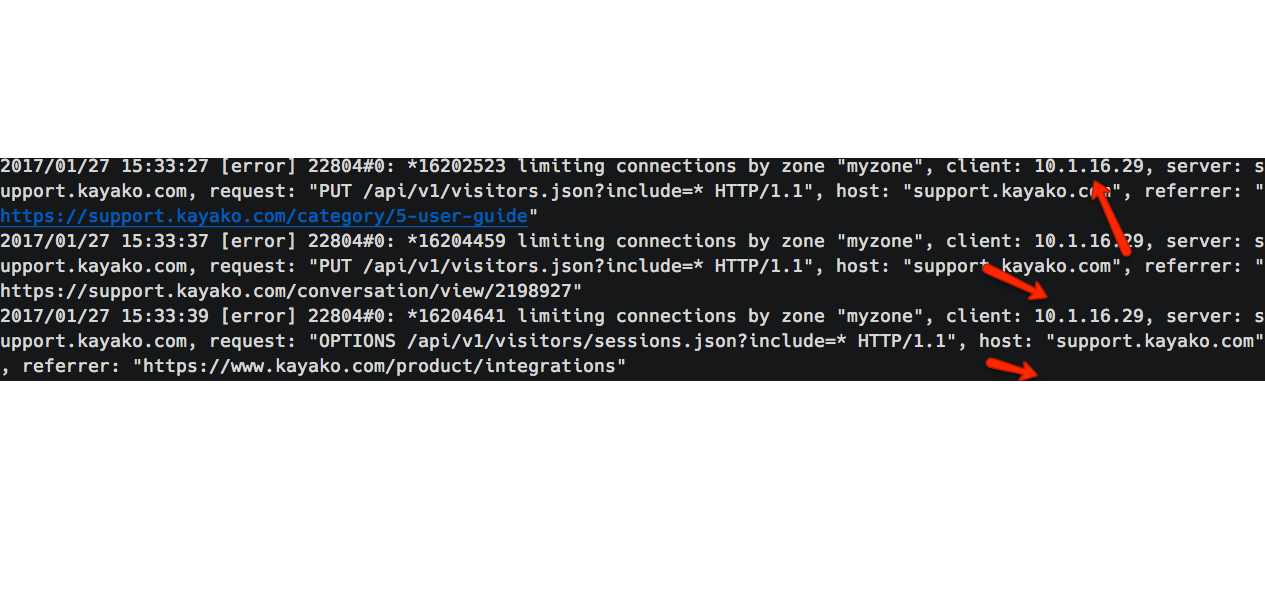 2017/01/27 15:33:27 [error] 22804#0: *16202523 limiting connections by zone "myzone", client: 10.1.16.29, server: s
upport.kayako.com, request: "PUT /api/v1/visitors.json?include=* HTTP/1.1", host: "support.kayako.com", referrer: "
https://support.kayako.com/category/5-user-guide"
2017/01/27 15:33:37 [error] 22804#0: *16204459 limiting connections by zone "myzone", client: 10.1.16.29, server: s
upport.kayako.com, request: "PUT /api/v1/visitors.json?include=* HTTP/1.1", host: "support.kayako.com", referrer: "
https://support.kayako.com/conversation/view/2198927"
2017/01/27 15:33:39 [error] 22804#0: *16204641 limiting connections by zone "myzone", client: 10.1.16.29, server: s
upport.kayako.com, request: "OPTIONS /api/v1/visitors/sessions.json?include=* HTTP/1.1", host: "support.kayako.com"
, referrer: "https://www.kayako.com/product/integrations"